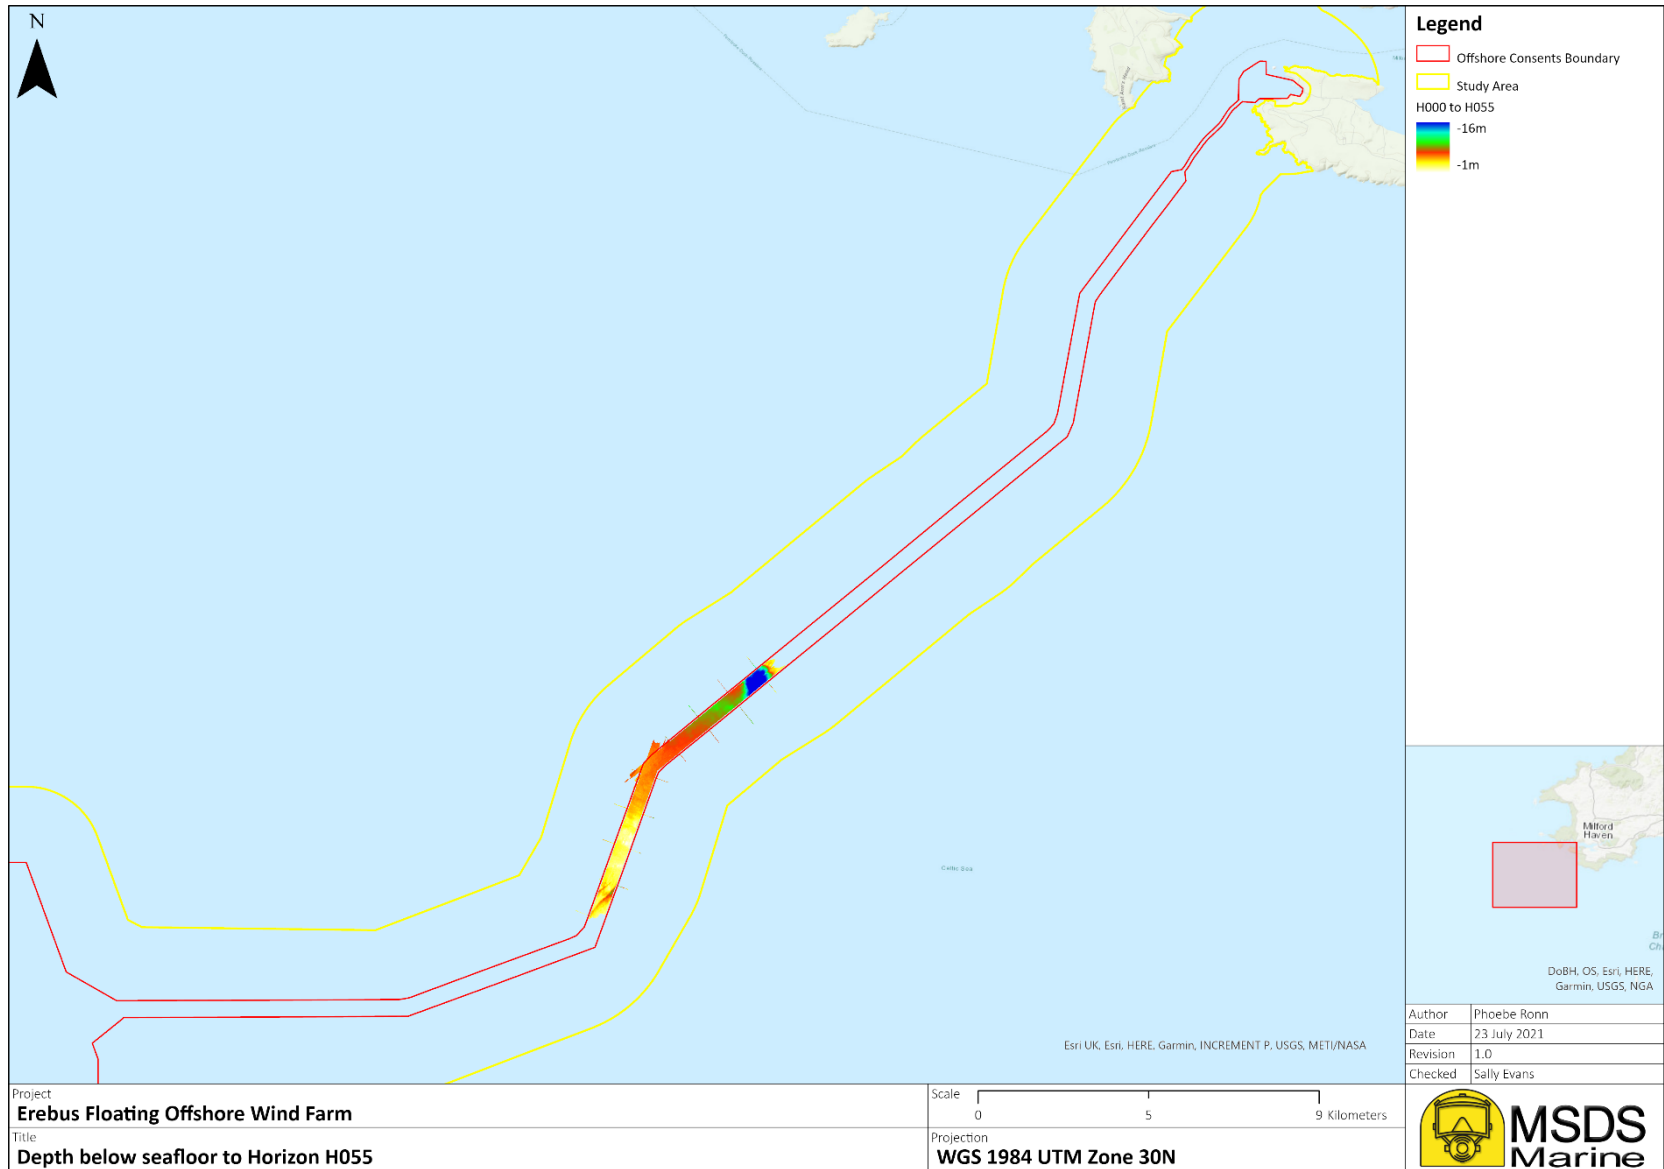 N
Celtic Sea
Esri UK, Esri, HERE, Garmin, INCREMENT P, USGS, METI/NASA
Legend
Offshore Consents Boundary
Study Area
H000 to H055
-16m
-1m
Milford
Haven
DoBH, OS, Esri, HERE,
Garmin, USGS, NGA
Author Phoebe Ronn
Date 23 July 2021
Revision 1.0
Checked Sally Evans
Project
Erebus Floating Offshore Wind Farm
Title
Depth below seafloor to Horizon H055
Scale
0 5 9 Kilometers
Projection
WGS 1984 UTM Zone 30N
MSDS
Marine